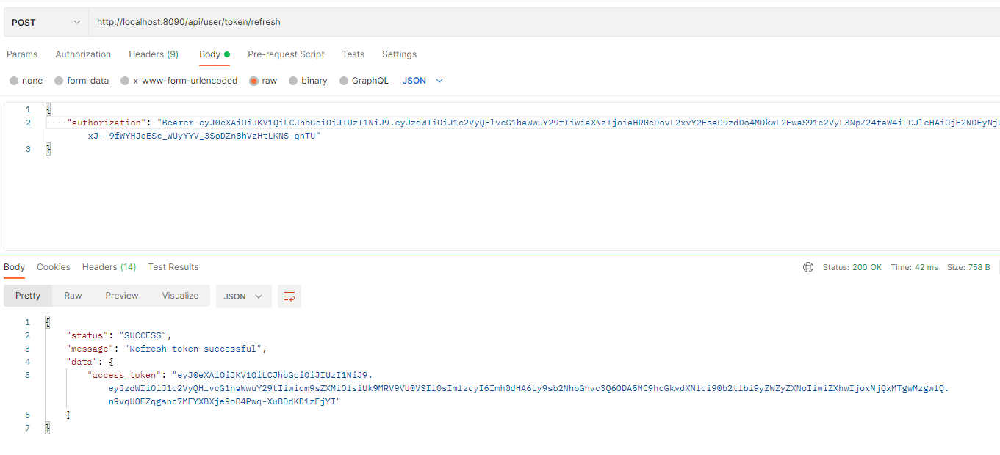 POST http://localhost:8090/api/user/token/refresh
Params Authorization Headers (9) Body Pre-request Script Tests Settings
none form-data x-www-form-urlencoded raw binary GraphQL JSON
1 {
2 "authorization": "Bearer eyJ0eXAiOiJKV1QiLCJhbGciOiJIUzI1NiJ9.eyJzdWIiOiJ1c2VyQHlvcG1haWwuY29tIiwiaXNzIjoiaHR0cDovL2xvY2FsaG9zdDo4MDkwL2FwaS91c2VyL3NpZ24taW4iLCJleHAiOjE2NDEyNjU
xJ--9fWYHJoESc_WUyYYV_3SoDZn8hVzHtLKNS-qnTU"
3 }
Body Cookies Headers (14) Test Results Status: 200 OK Time: 42 ms Size: 758 B
Pretty Raw Preview Visualize JSON
1 {
2 "status": "SUCCESS",
3 "message": "Refresh token successful",
4 "data": {
5 "access_token": "eyJ0eXAiOiJKV1QiLCJhbGciOiJIUzI1NiJ9.
eyJzdWIiOiJ1c2VyQHlvcG1haWwuY29tIiwicm9sZXMiOlsiUk9MRV9VU0VSIl0sImlzcyI6Imh0dHA6Ly9sb2NhbGhvc3Q6ODA5MC9hcGkvdXNlci90b2tlbi9yZWZyZXNoIiwiZXhwIjoxNjQxMTgwMzgwfQ.
n9vqUOEZqgsnc7MFYXBXje9oB4Pwq-XuBDdKD1zEjYI"
6 }
7 }